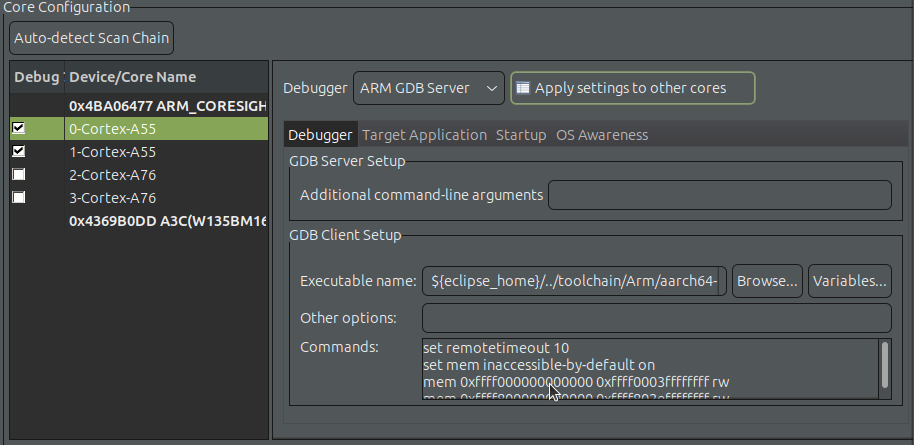 Core Configuration
Auto-detect Scan Chain
Debug
Device/Core Name
0x4BA06477 ARM_CORESIGH
0-Cortex-A55
1-Cortex-A55
2-Cortex-A76
3-Cortex-A76
0x4369B0DD A3C(W135BM16
Debugger ARM GDB Server Apply settings to other cores
Debugger Target Application Startup OS Awareness
GDB Server Setup
Additional command-line arguments
GDB Client Setup
Executable name: ${eclipse_home}/../toolchain/Arm/aarch64- Browse... Variables...
Other options:
Commands:
set remotetimeout 10
set mem inaccessible-by-default on
mem 0xffff000000000000 0xffff0003ffffffff rw